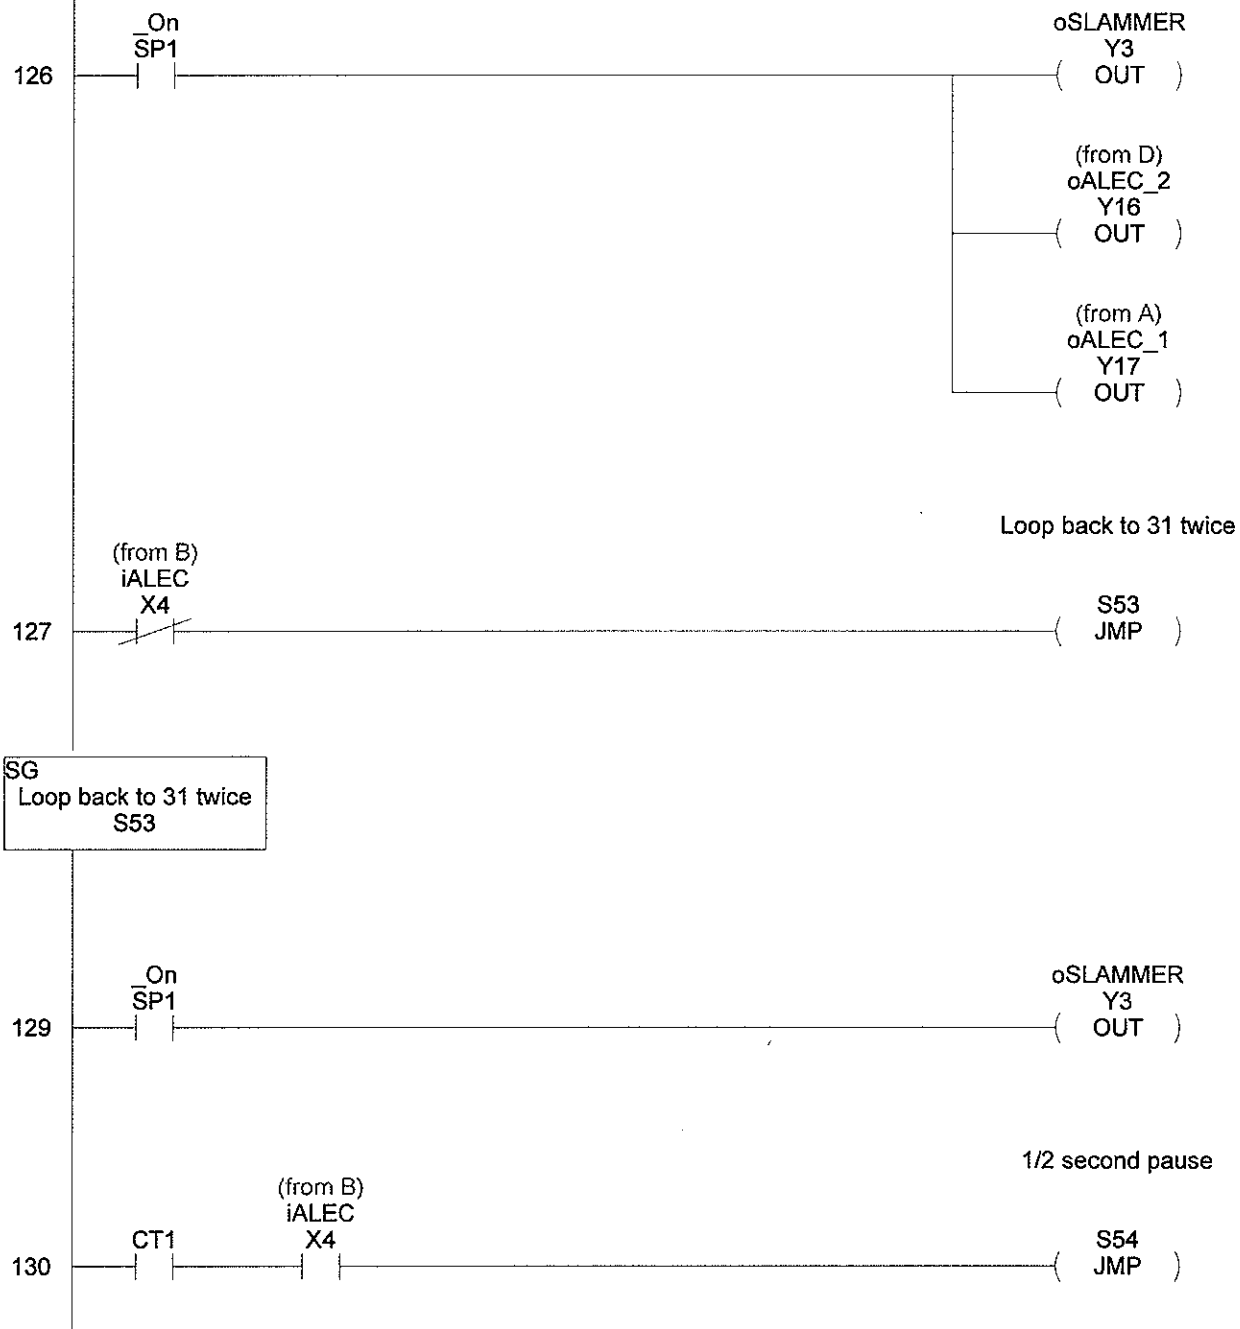 _On
SP1
126
oSLAMMER
Y3
OUT
(from D)
oALEC_2
Y16
OUT
(from A)
oALEC_1
Y17
OUT
Loop back to 31 twice
(from B)
iALEC
X4
127
S53
JMP
SG
Loop back to 31 twice
S53
_On
SP1
129
oSLAMMER
Y3
OUT
1/2 second pause
(from B)
iALEC
CT1 X4
130
S54
JMP